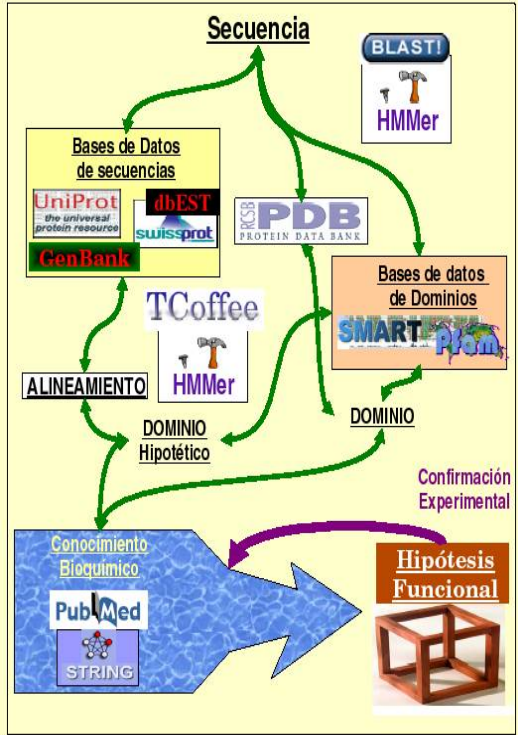 Secuencia
BLAST!
HMMer
Bases de Datos
de secuencias
UniProt
the universal
protein resource
dbEST
swissprot
GenBank
RCSB
PDB
PROTEIN DATA BANK
Bases de datos
de Dominios
SMART
Pfam
TCoffee
HMMer
ALINEAMIENTO
DOMINIO
Hipotético
DOMINIO
Confirmación
Experimental
Conocimiento
Bioquímico
PubMed
STRING
Hipótesis
Funcional